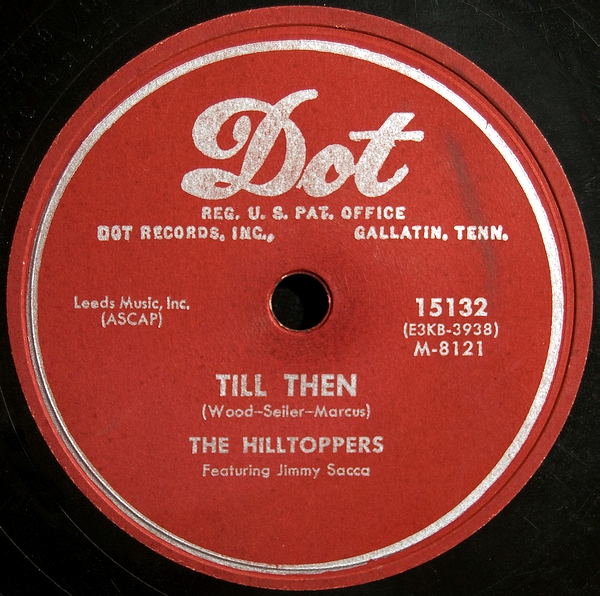 Dot
REG. U. S. PAT. OFFICE
DOT RECORDS, INC., GALLATIN, TENN.
Leeds Music, Inc.
(ASCAP)
15132
(E3KB-3938)
M-8121
TILL THEN
(Wood-Seiler-Marcus)
THE HILLTOPPERS
Featuring Jimmy Sacca